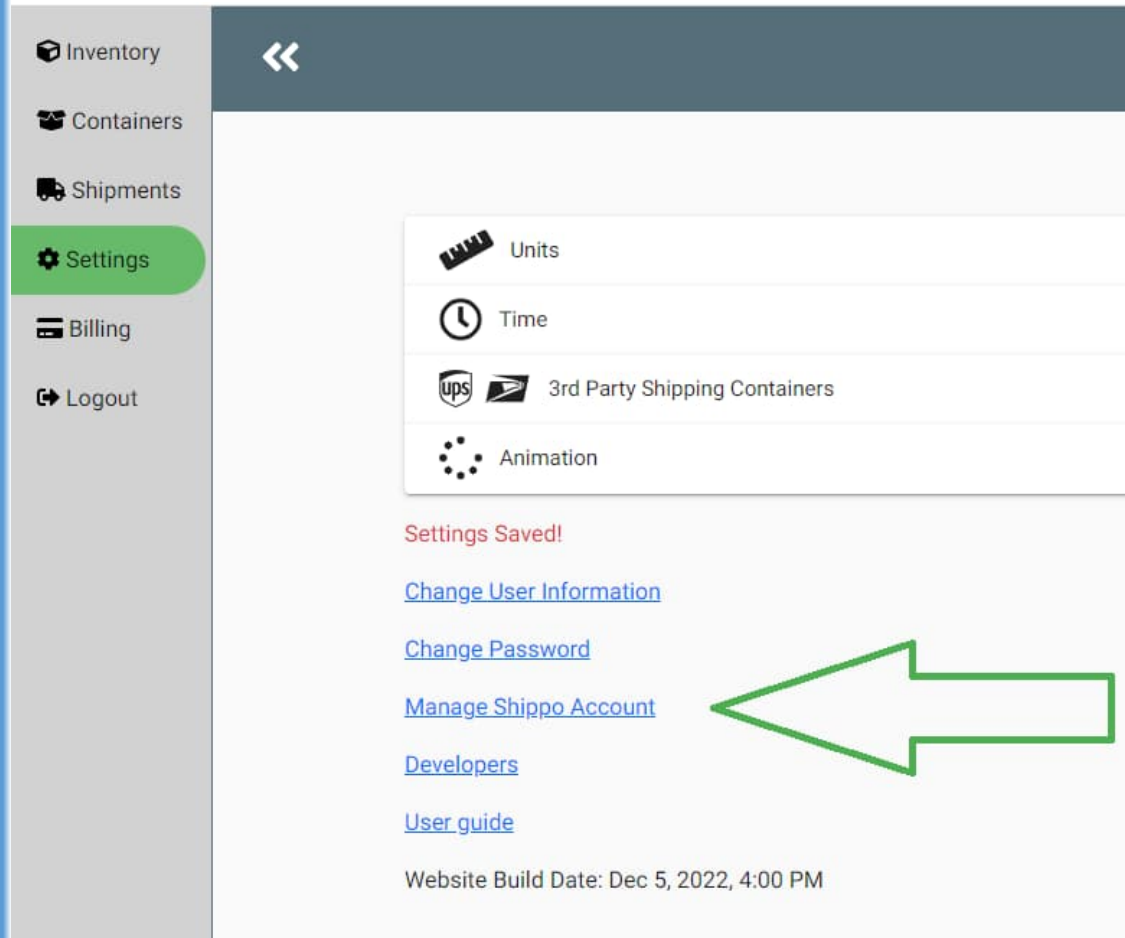 Inventory
Containers
Shipments
Settings
Billing
Logout
Units
Time
ups 3rd Party Shipping Containers
Animation
Settings Saved!
Change User Information
Change Password
Manage Shippo Account
Developers
User guide
Website Build Date: Dec 5, 2022, 4:00 PM